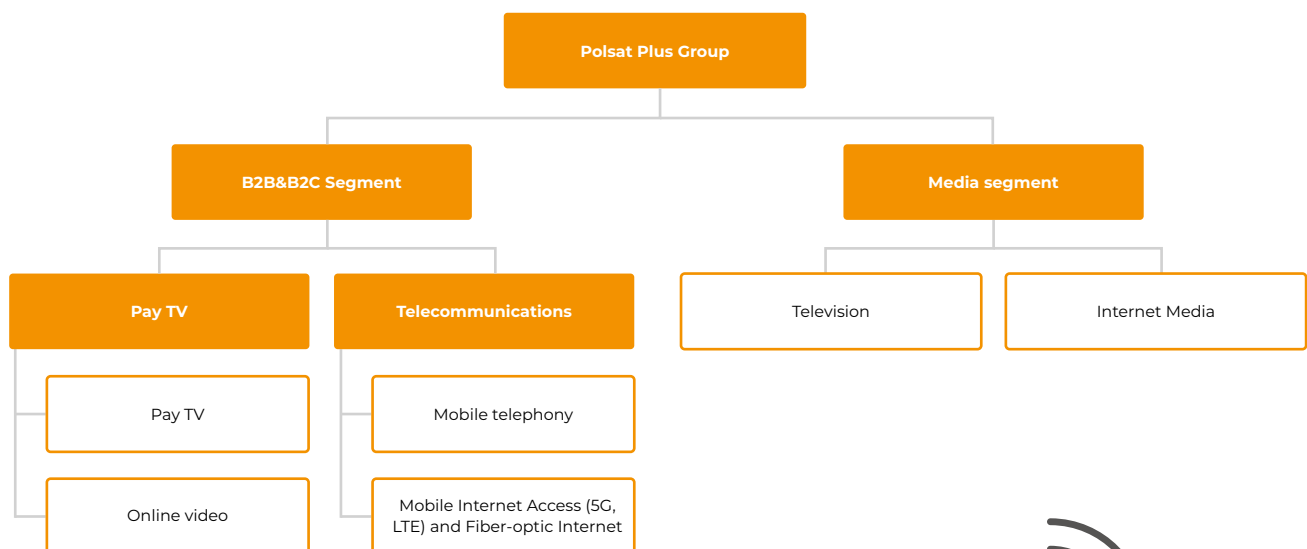 Polsat Plus Group
B2B&B2C Segment
Media segment
Pay TV
Telecommunications
Television
Internet Media
Pay TV
Mobile telephony
Online video
Mobile Internet Access (5G,
LTE) and Fiber-optic Internet